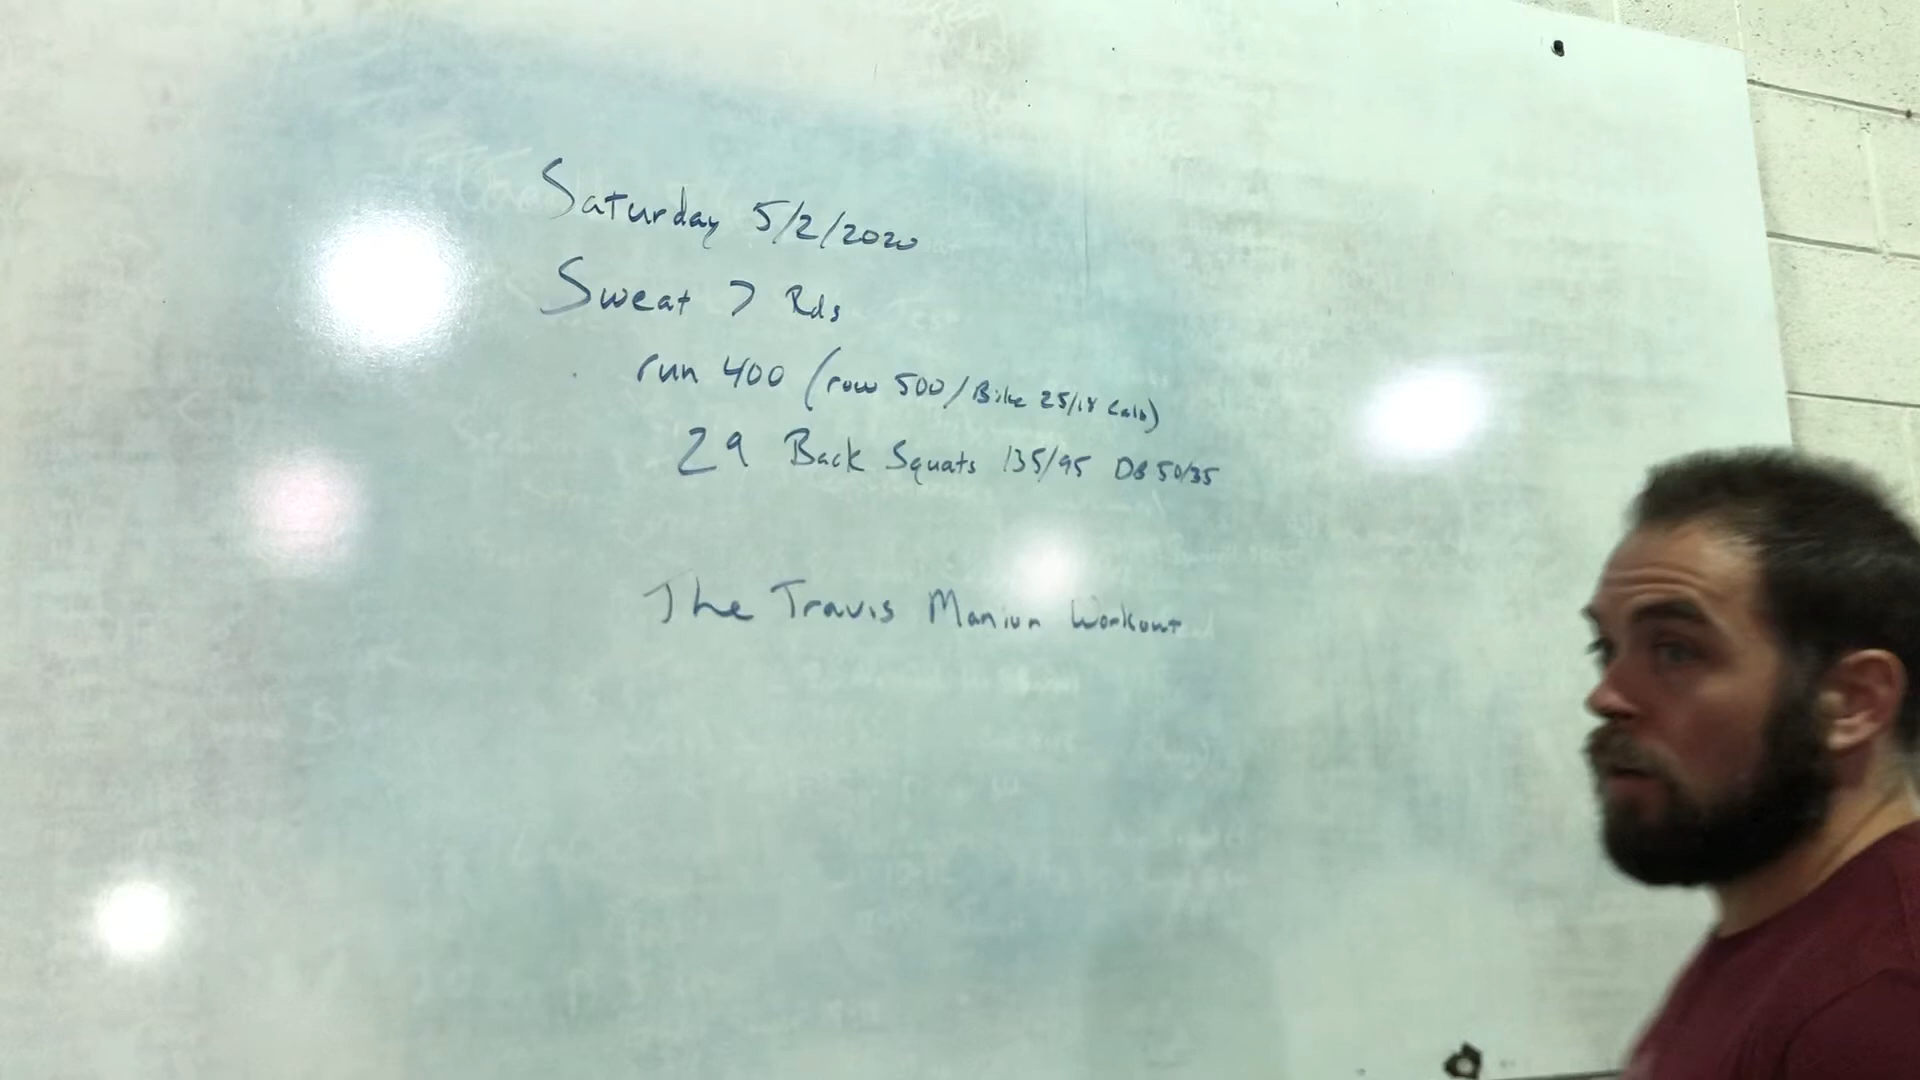 Saturday 5/2/2020
Sweat 7 Rds
run 400 (row 500/Bike 25/18 Cals)
29 Back Squats 135/95 DB 50/35
The Travis Manion Workout